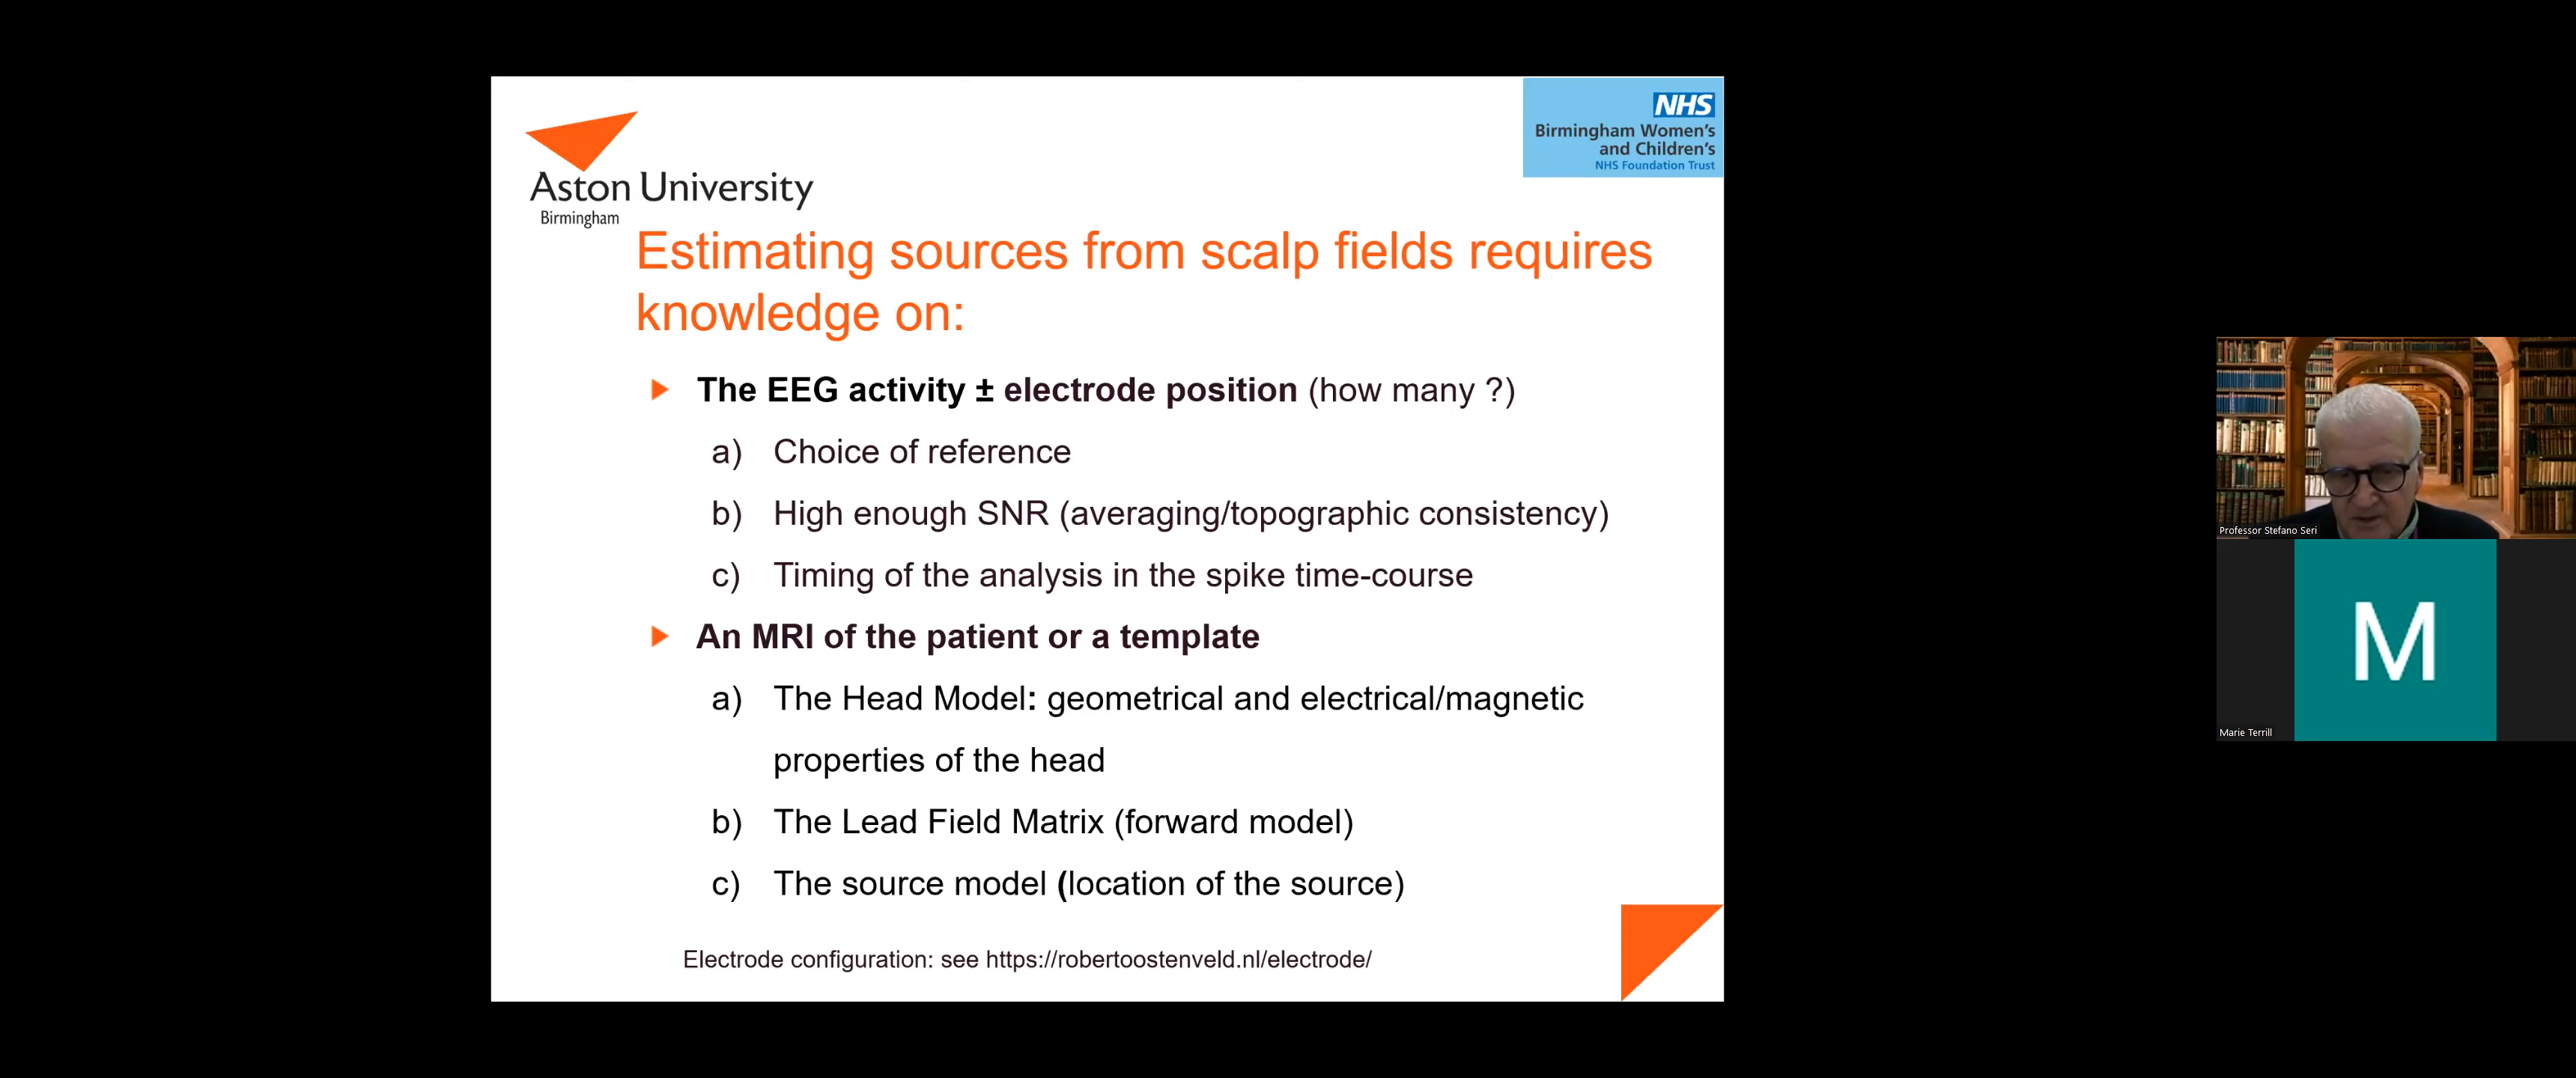 Aston University
Birmingham
NHS
Birmingham Women's
and Children's
NHS Foundation Trust
Estimating sources from scalp fields requires
knowledge on:
The EEG activity ± electrode position (how many ?)
a) Choice of reference
b) High enough SNR (averaging/topographic consistency)
c) Timing of the analysis in the spike time-course
An MRI of the patient or a template
a) The Head Model: geometrical and electrical/magnetic
properties of the head
b) The Lead Field Matrix (forward model)
c) The source model (location of the source)
Electrode configuration: see https://robertoostenveld.nl/electrode/
Professor Stefano Seri
M
Marie Terrill